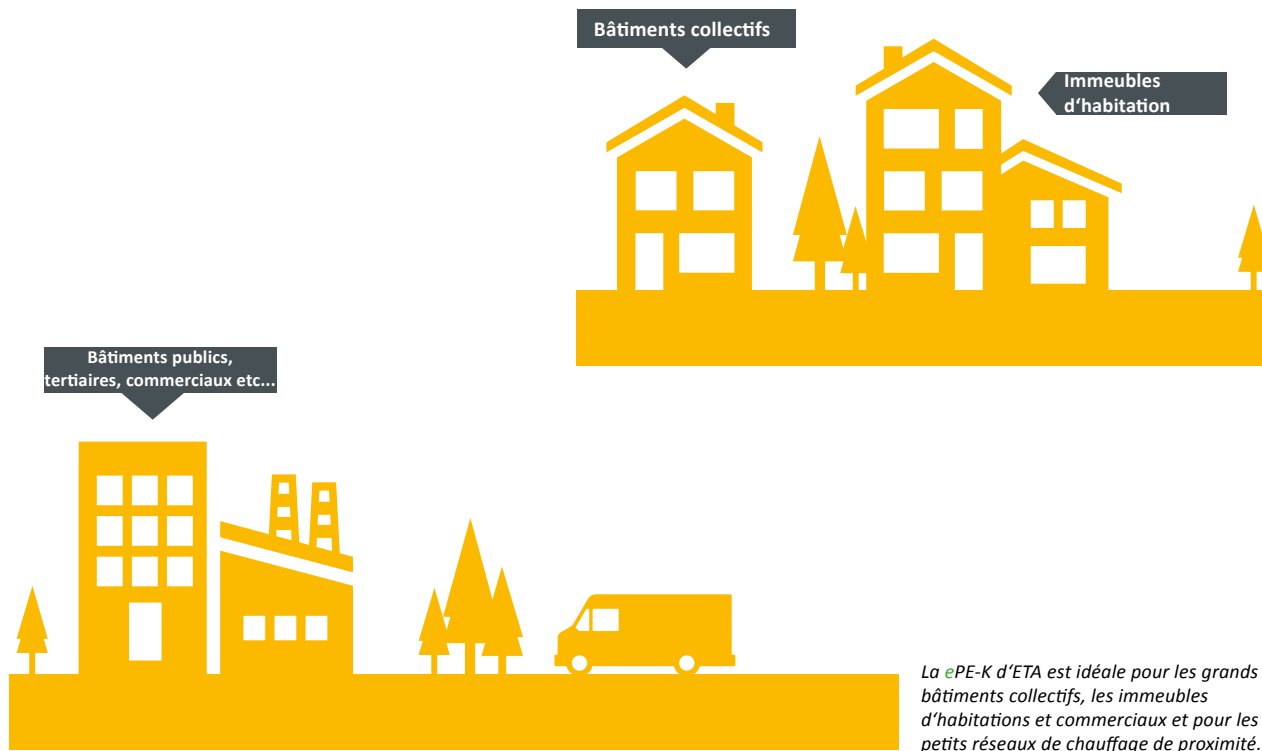 Bâtiments collectifs
Immeubles
d‘habitation
Bâtiments publics,
tertiaires, commerciaux etc...
La ePE-K d‘ETA est idéale pour les grands
bâtiments collectifs, les immeubles
d‘habitations et commerciaux et pour les
petits réseaux de chauffage de proximité.